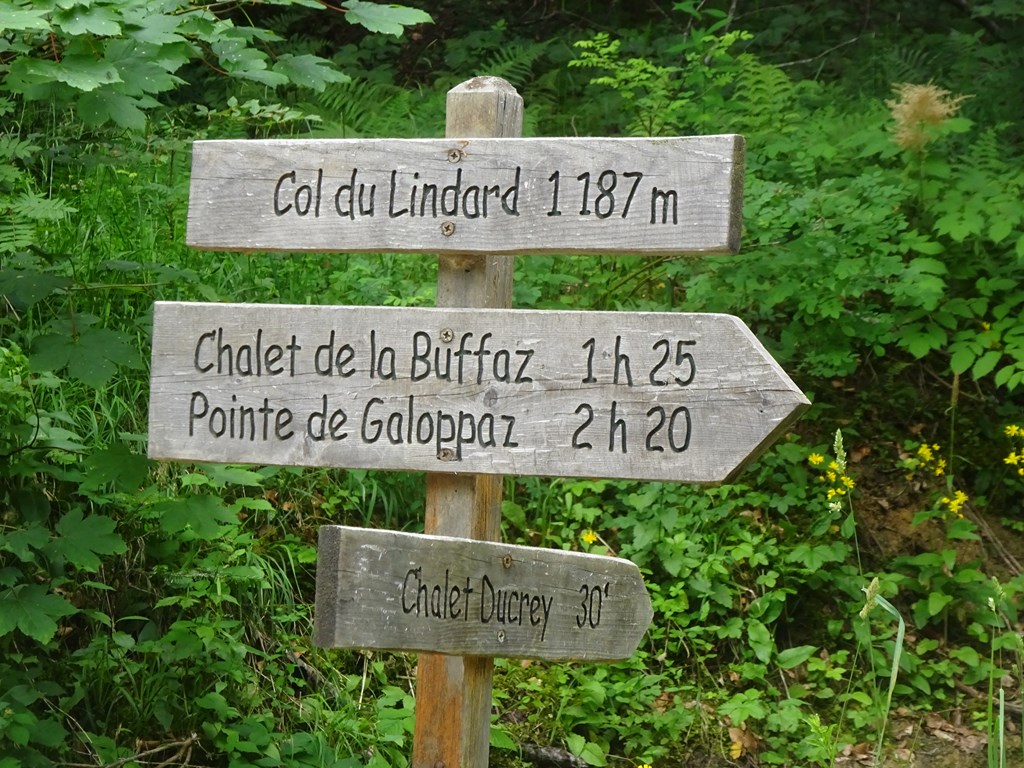 Col du Lindard 1 187 m
Chalet de la Buffaz 1 h 25
Pointe de Galoppaz 2 h 20
Chalet Ducrey 30'